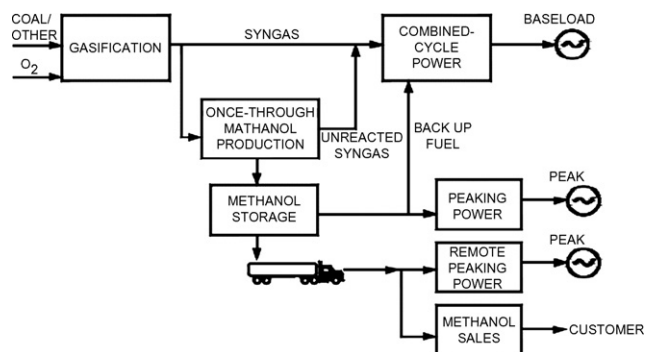 COAL/
OTHER
O2
GASIFICATION
SYNGAS
COMBINED-
CYCLE
POWER
BASELOAD
ONCE-THROUGH
MATHANOL
PRODUCTION
UNREACTED
SYNGAS
BACK UP
FUEL
METHANOL
STORAGE
PEAKING
POWER
PEAK
REMOTE
PEAKING
POWER
PEAK
METHANOL
SALES
CUSTOMER